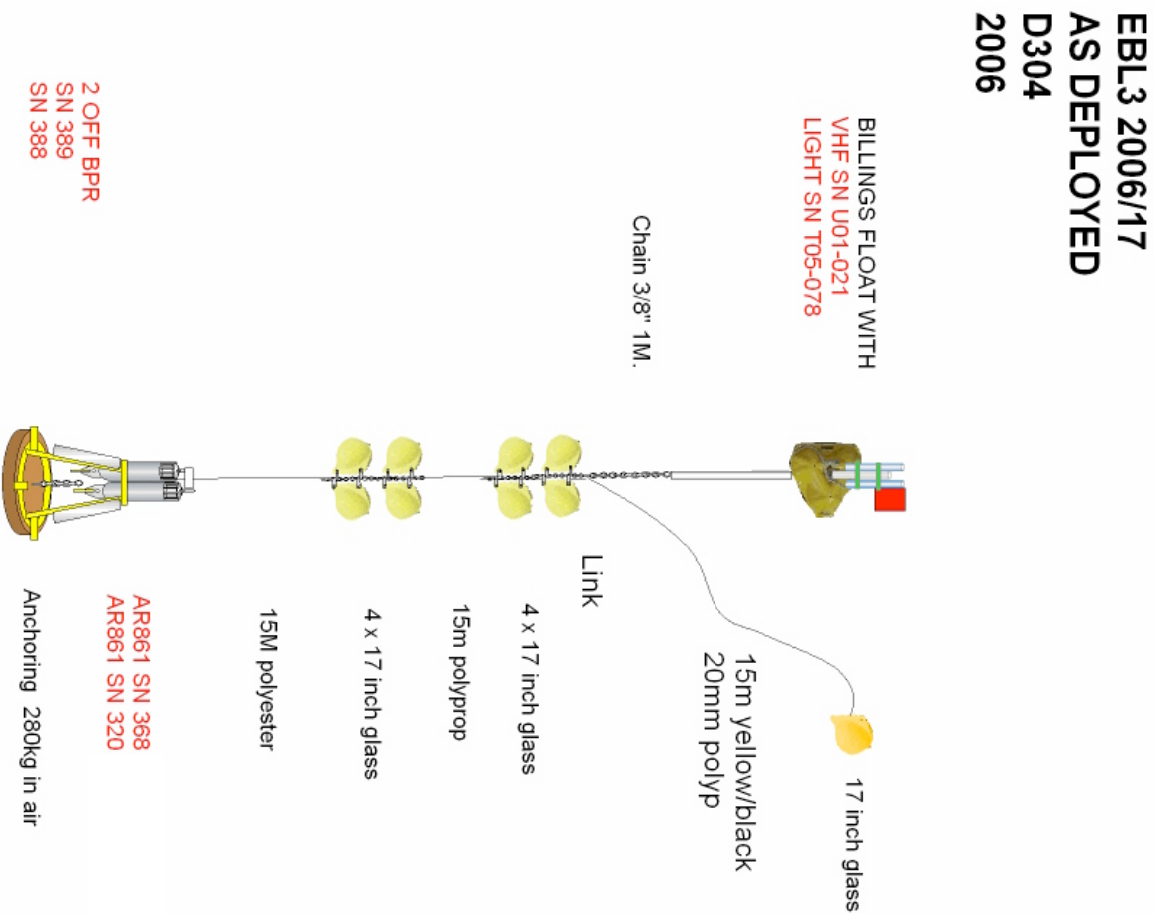 EBL3 2006/17
AS DEPLOYED
D304
2006
BILLINGS FLOAT WITH
VHF SN U01-021
LIGHT SN T05-078
17 inch glass
15m yellow/black
20mm polyp
Chain 3/8" 1M.
Link
4 x 17 inch glass
15m polyprop
4 x 17 inch glass
15M polyester
2 OFF BPR
SN 389
SN 388
AR861 SN 368
AR861 SN 320
Anchoring 280kg in air